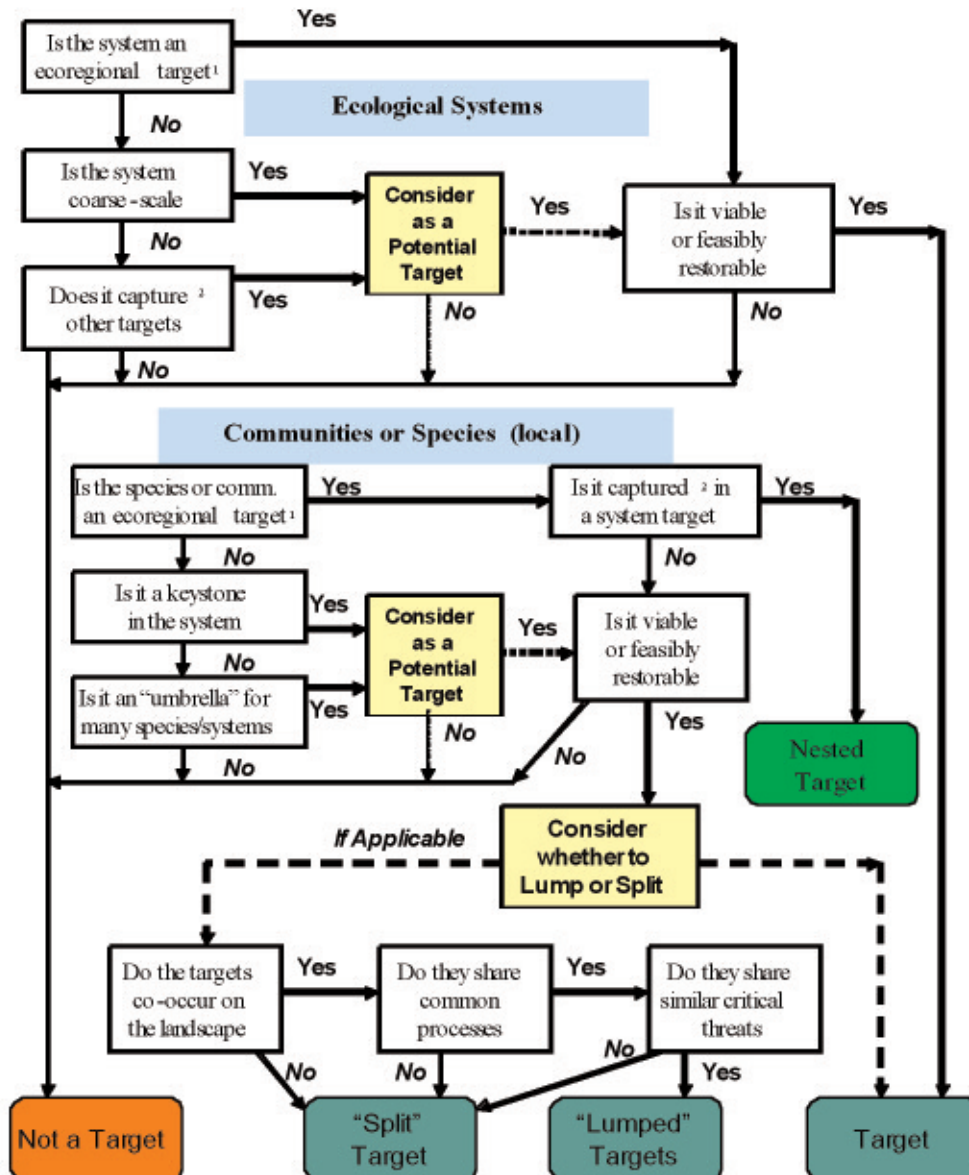 Yes
Is the system an
ecoregional target¹
Ecological Systems
No
Is the system
coarse-scale
Yes
Consider
as a
Potential
Target
Yes
Is it viable
or feasibly
restorable
Yes
No
Does it capture ²
other targets
Yes
No
No
No
Communities or Species (local)
Is the species or comm.
an ecoregional target¹
Yes
Is it captured ² in
a system target
Yes
No
No
Is it a keystone
in the system
Yes
Consider
as a
Potential
Target
Yes
Is it viable
or feasibly
restorable
No
Is it an “umbrella” for
many species/systems
Yes
No
No
No
Yes
Nested
Target
If Applicable
Consider
whether to
Lump or Split
Do the targets
co-occur on
the landscape
Yes
Do they share
common
processes
Yes
Do they share
similar critical
threats
No
No
No
Yes
Not a Target
“Split”
Target
“Lumped”
Targets
Target